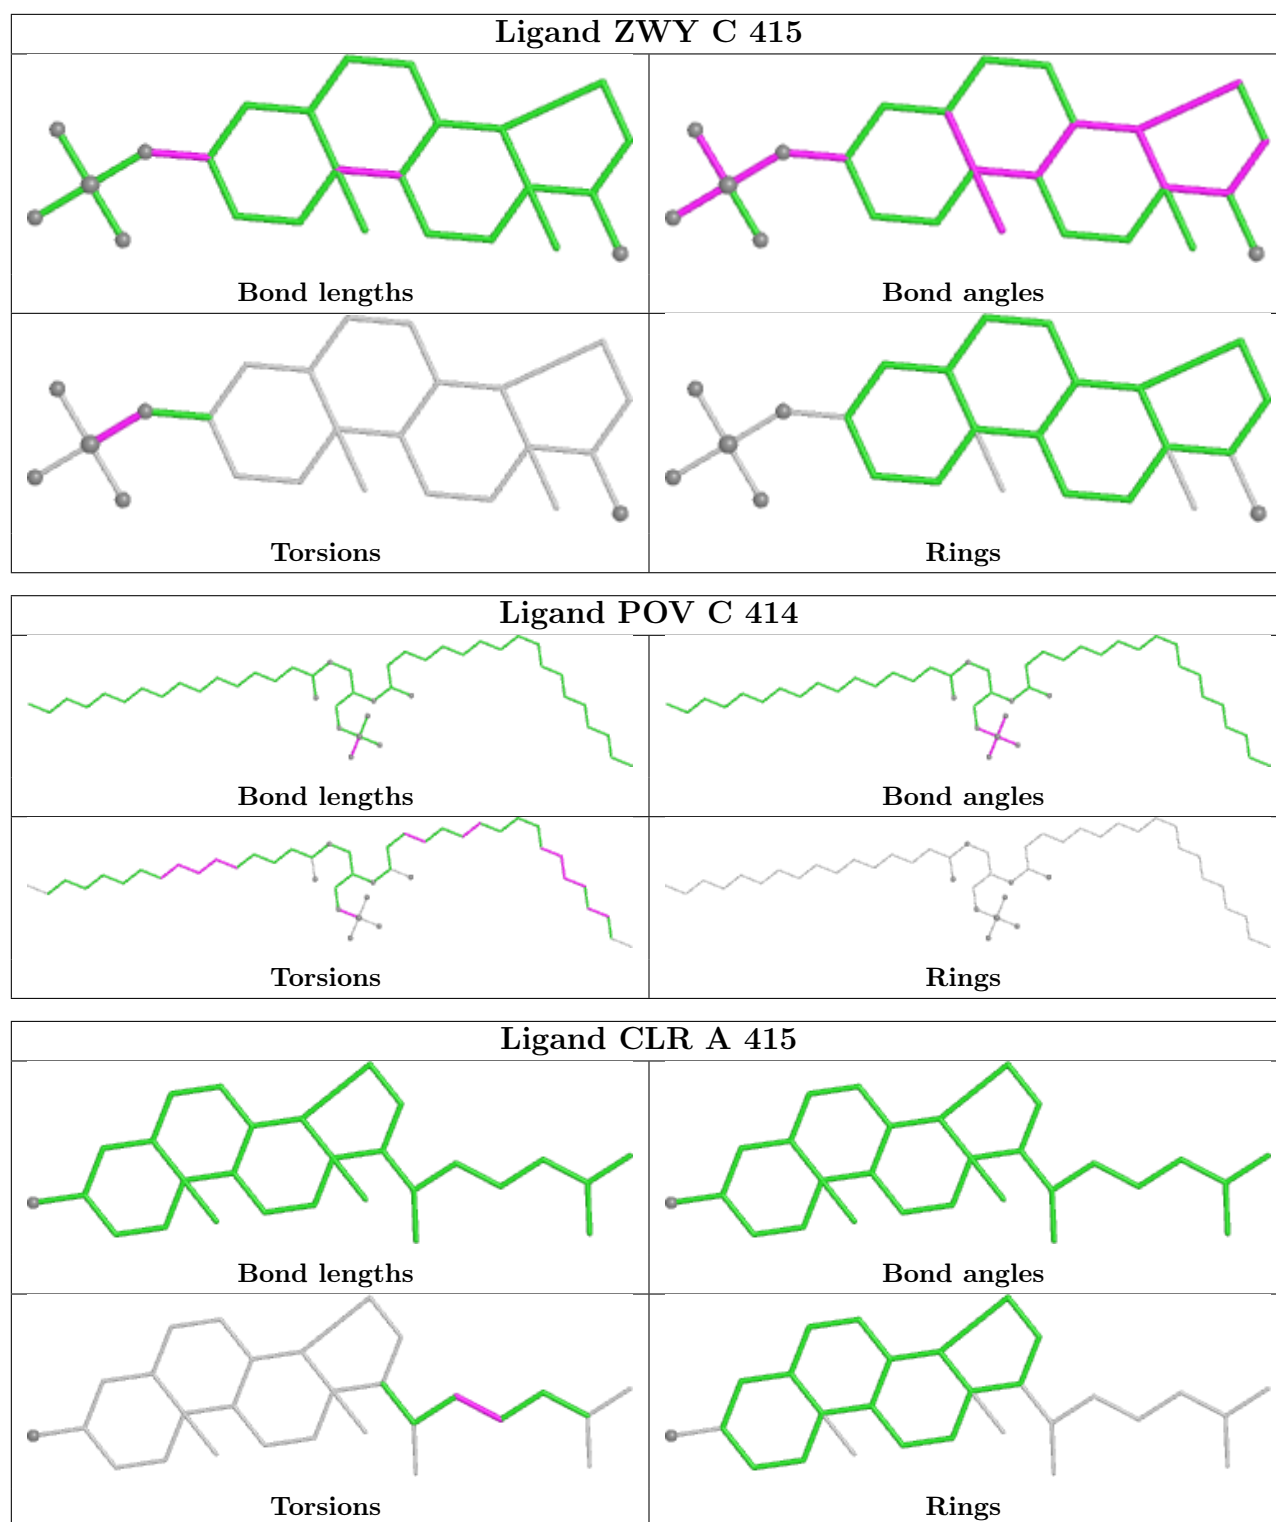 Ligand ZWY C 415
Bond lengths
Bond angles
Torsions
Rings
Ligand POV C 414
Bond lengths
Bond angles
Torsions
Rings
Ligand CLR A 415
Bond lengths
Bond angles
Torsions
Rings